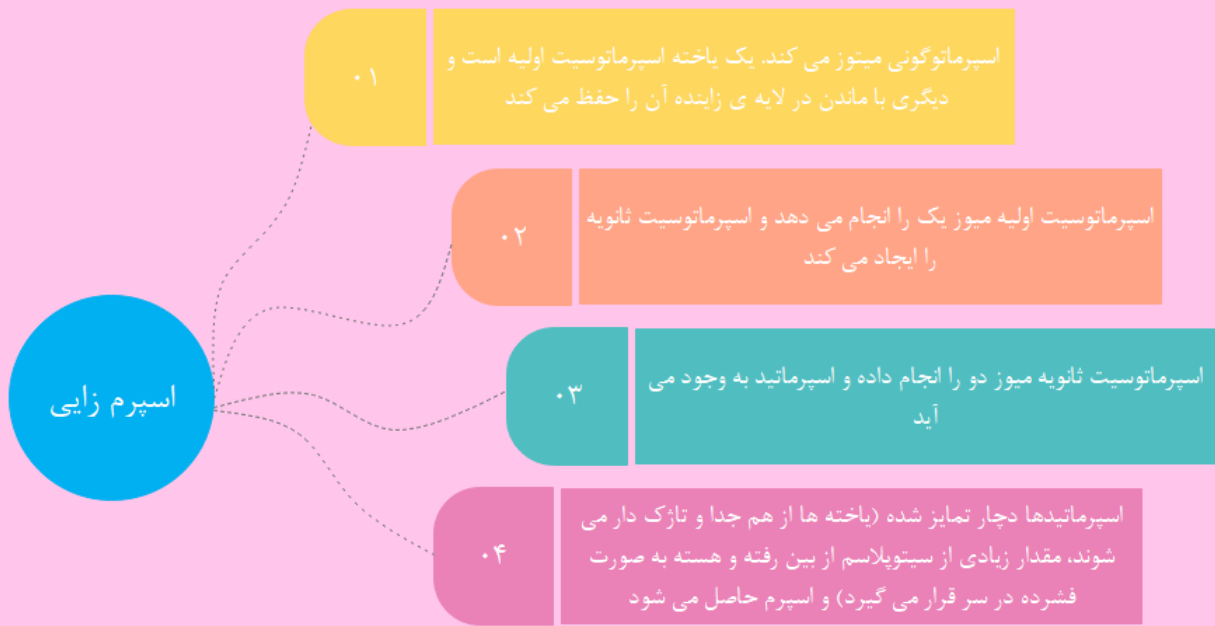 ۰۱
اسپرماتوگونی میتوز می کند. یک یاخته اسپرماتوسیت اولیه است و
دیگری با ماندن در لایه ی زاینده آن را حفظ می کند
۰۲
اسپرماتوسیت اولیه میوز یک را انجام می دهد و اسپرماتوسیت ثانویه
را ایجاد می کند
اسپرم زایی
۰۳
اسپرماتوسیت ثانویه میوز دو را انجام داده و اسپرماتید به وجود می
آید
۰۴
اسپرماتیدها دچار تمایز شده (یاخته ها از هم جدا و تاژک دار می
شوند، مقدار زیادی از سیتوپلاسم از بین رفته و هسته به صورت
فشرده در سر قرار می گیرد) و اسپرم حاصل می شود